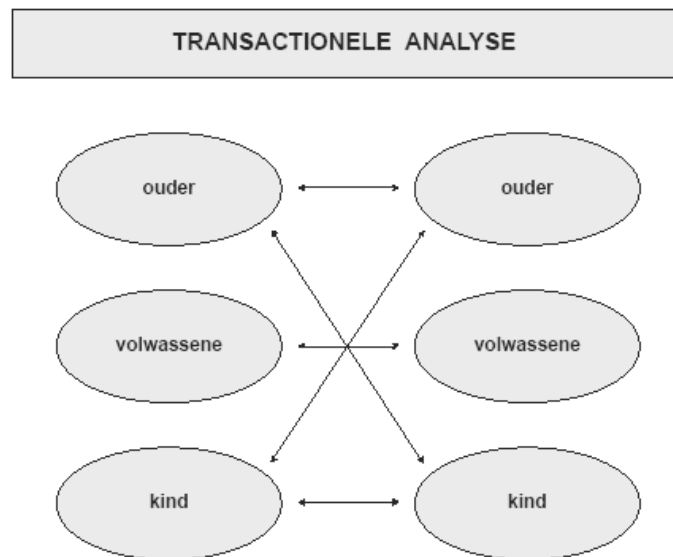 TRANSACTIONELE ANALYSE
ouder ouder
volwassene volwassene
kind kind